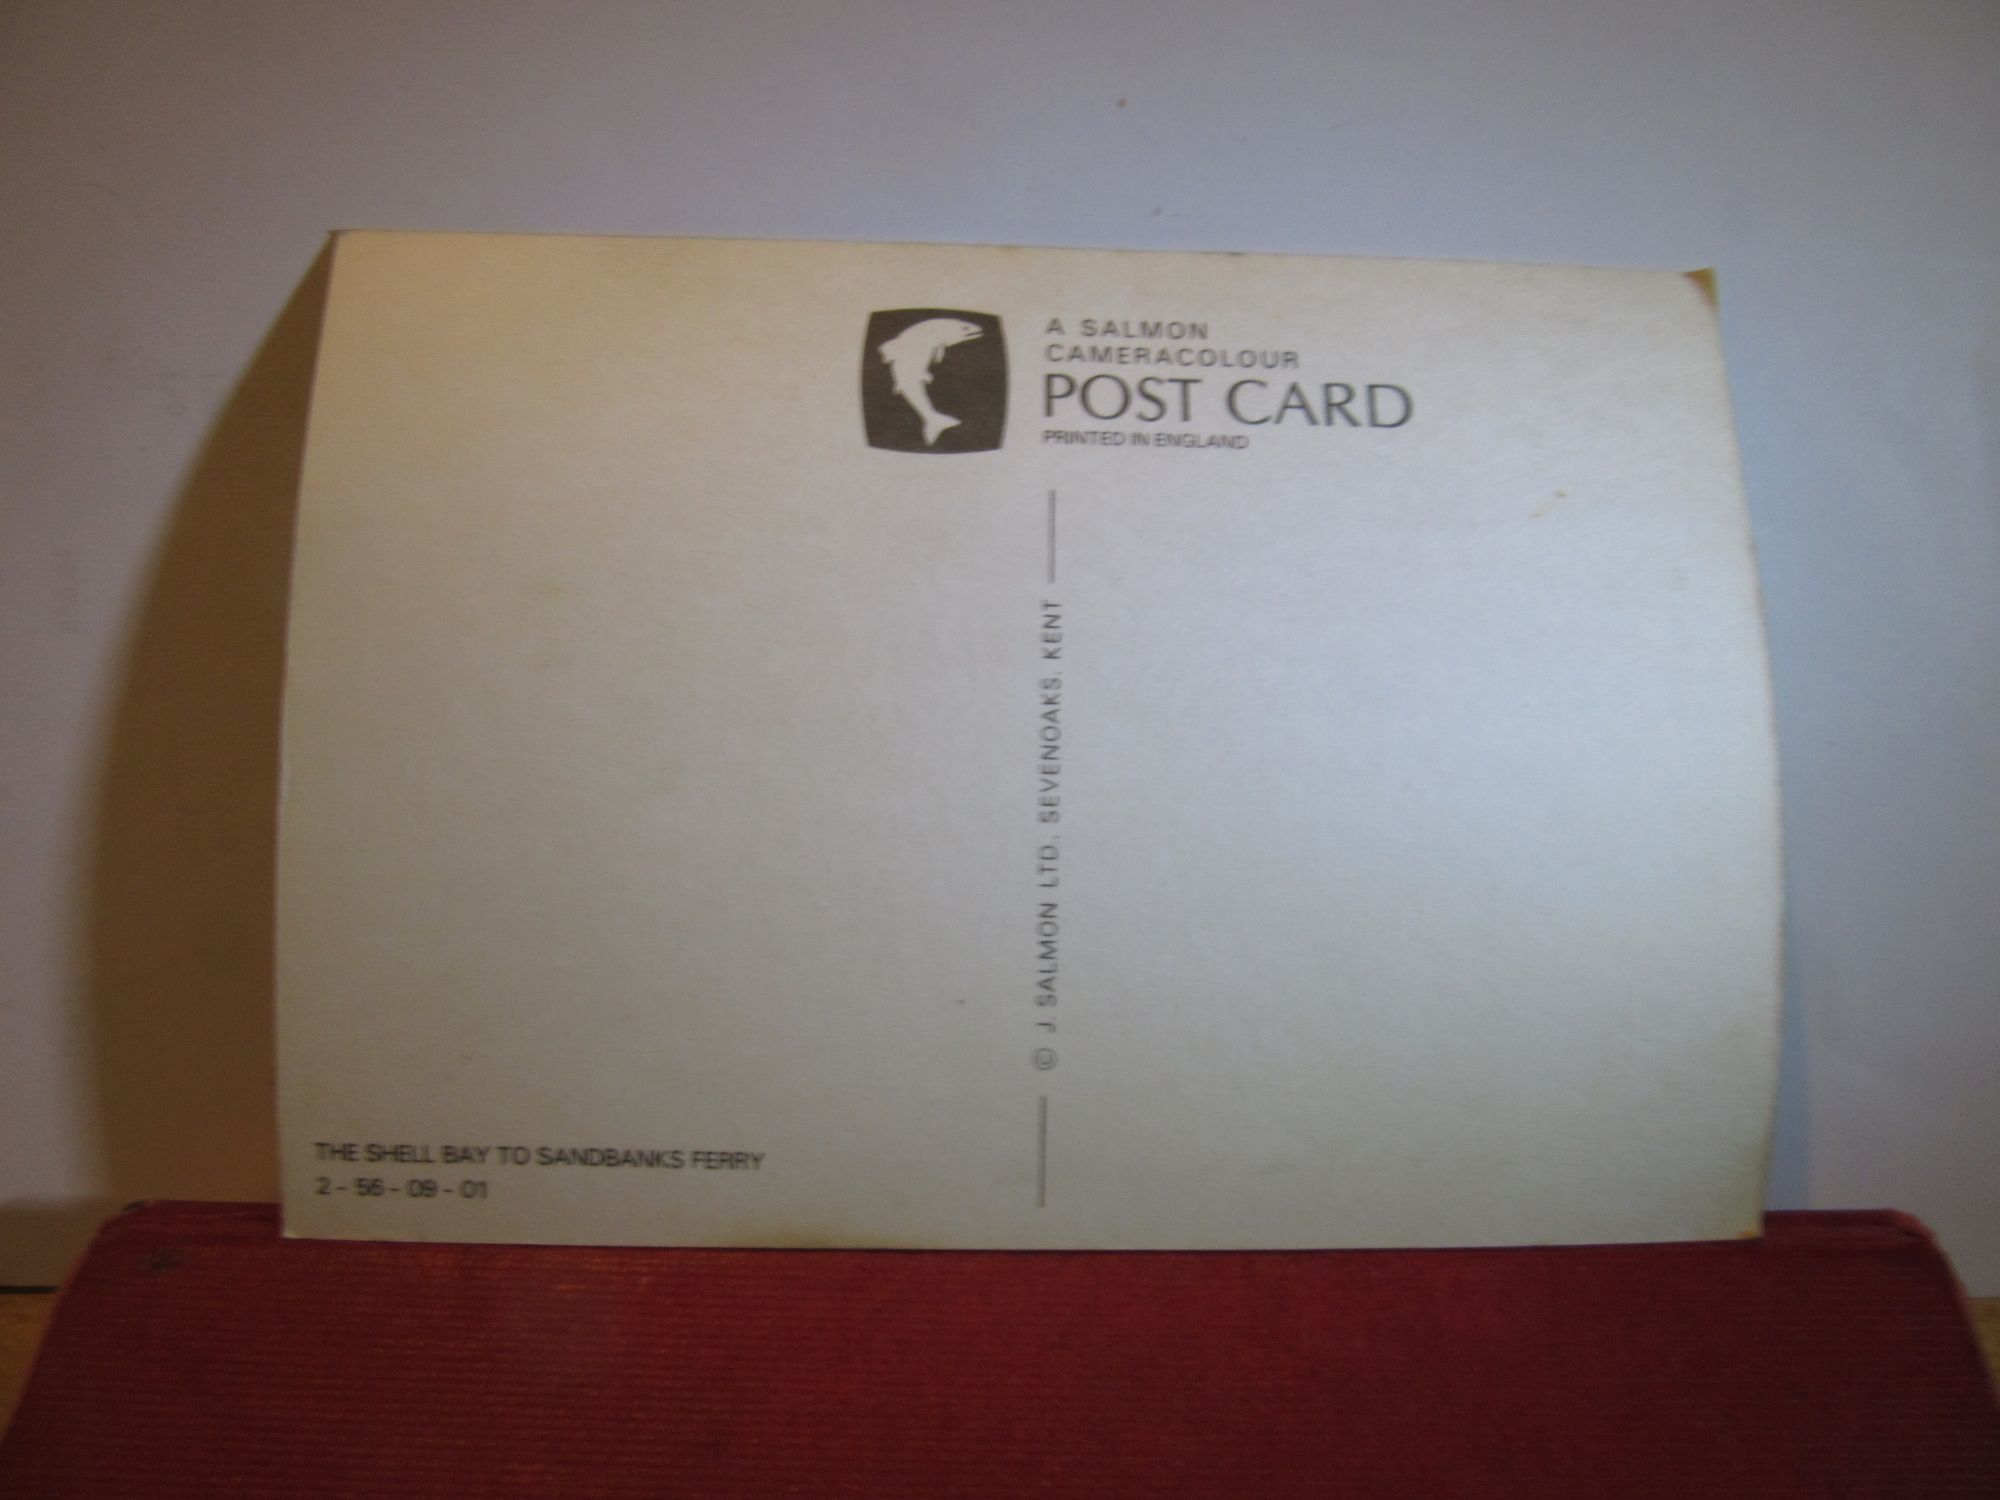 A SALMON
CAMERACOLOUR
POST CARD
PRINTED IN ENGLAND
© J. SALMON LTD., SEVENOAKS, KENT
THE SHELL BAY TO SANDBANKS FERRY
2 - 56 - 09 - 01